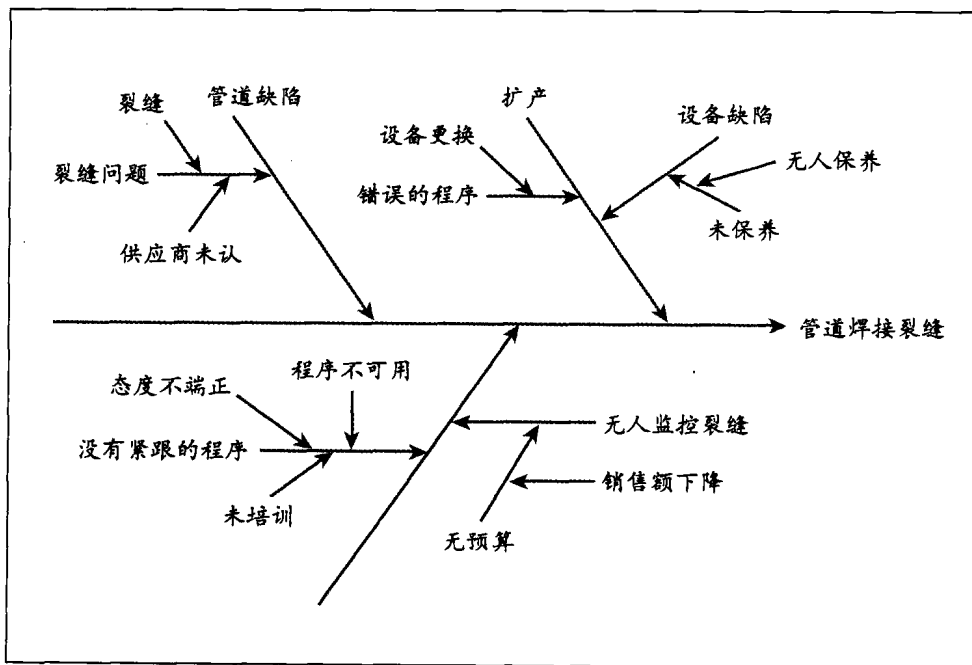 裂缝
管道缺陷
扩产
设备更换
设备缺陷
裂缝问题
错误的程序
无人保养
供应商未认
未保养
管道焊接裂缝
态度不端正
程序不可用
没有紧跟的程序
无人监控裂缝
未培训
销售额下降
无预算